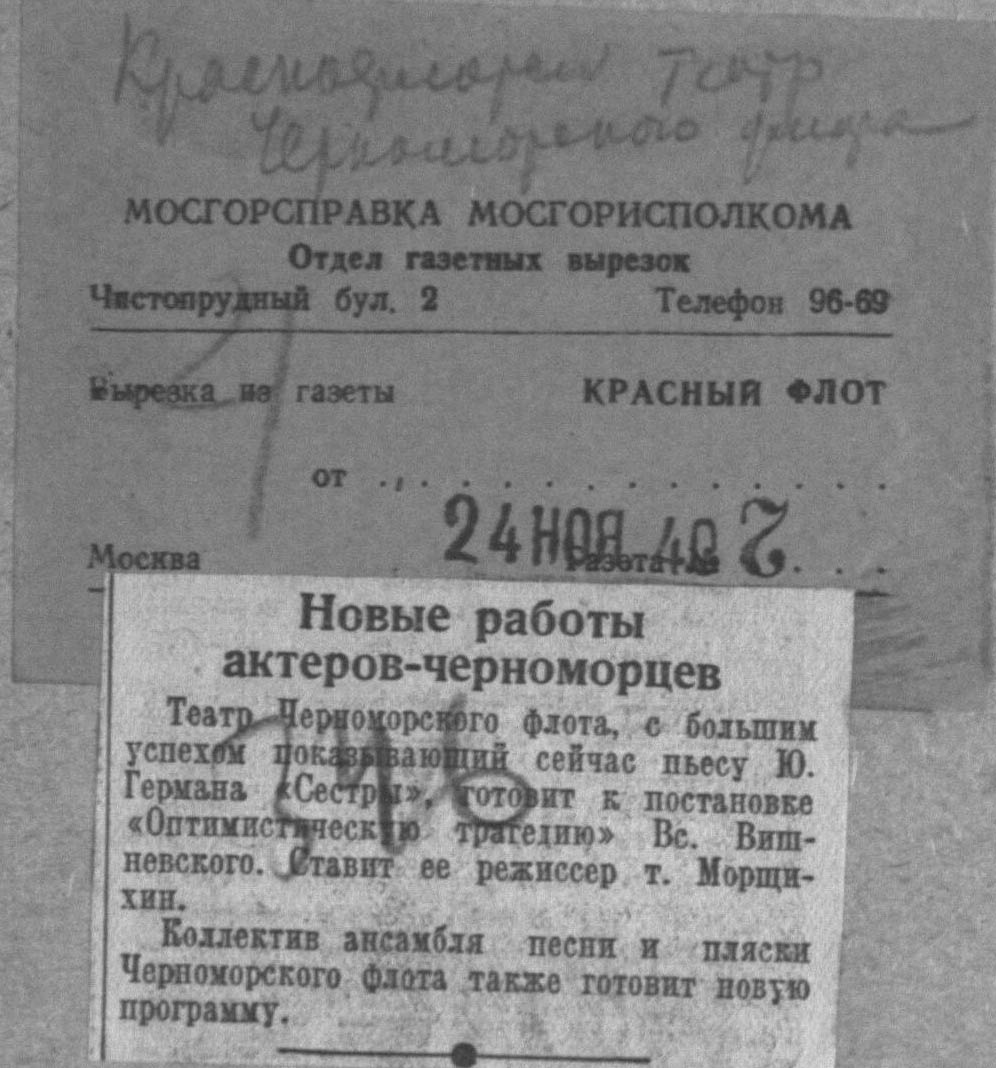 Краснофлотский театр
Черноморского флота
МОСГОРСПРАВКА МОСГОРИСПОЛКОМА
Отдел газетных вырезок
Чистопрудный бул. 2 Телефон 96-69
Вырезка из газеты КРАСНЫЙ ФЛОТ
от . . . . . . . . . . . . .
24 НОЯ 40
Москва Газета № . . .
Новые работы
актеров-черноморцев
Театр Черноморского флота, с большим
успехом показывающий сейчас пьесу Ю.
Германа «Сестры», готовит к постановке
«Оптимистическую трагедию» Вс. Виш-
невского. Ставит ее режиссер т. Морщи-
хин.
Коллектив ансамбля песни и пляски
Черноморского флота также готовит новую
программу.